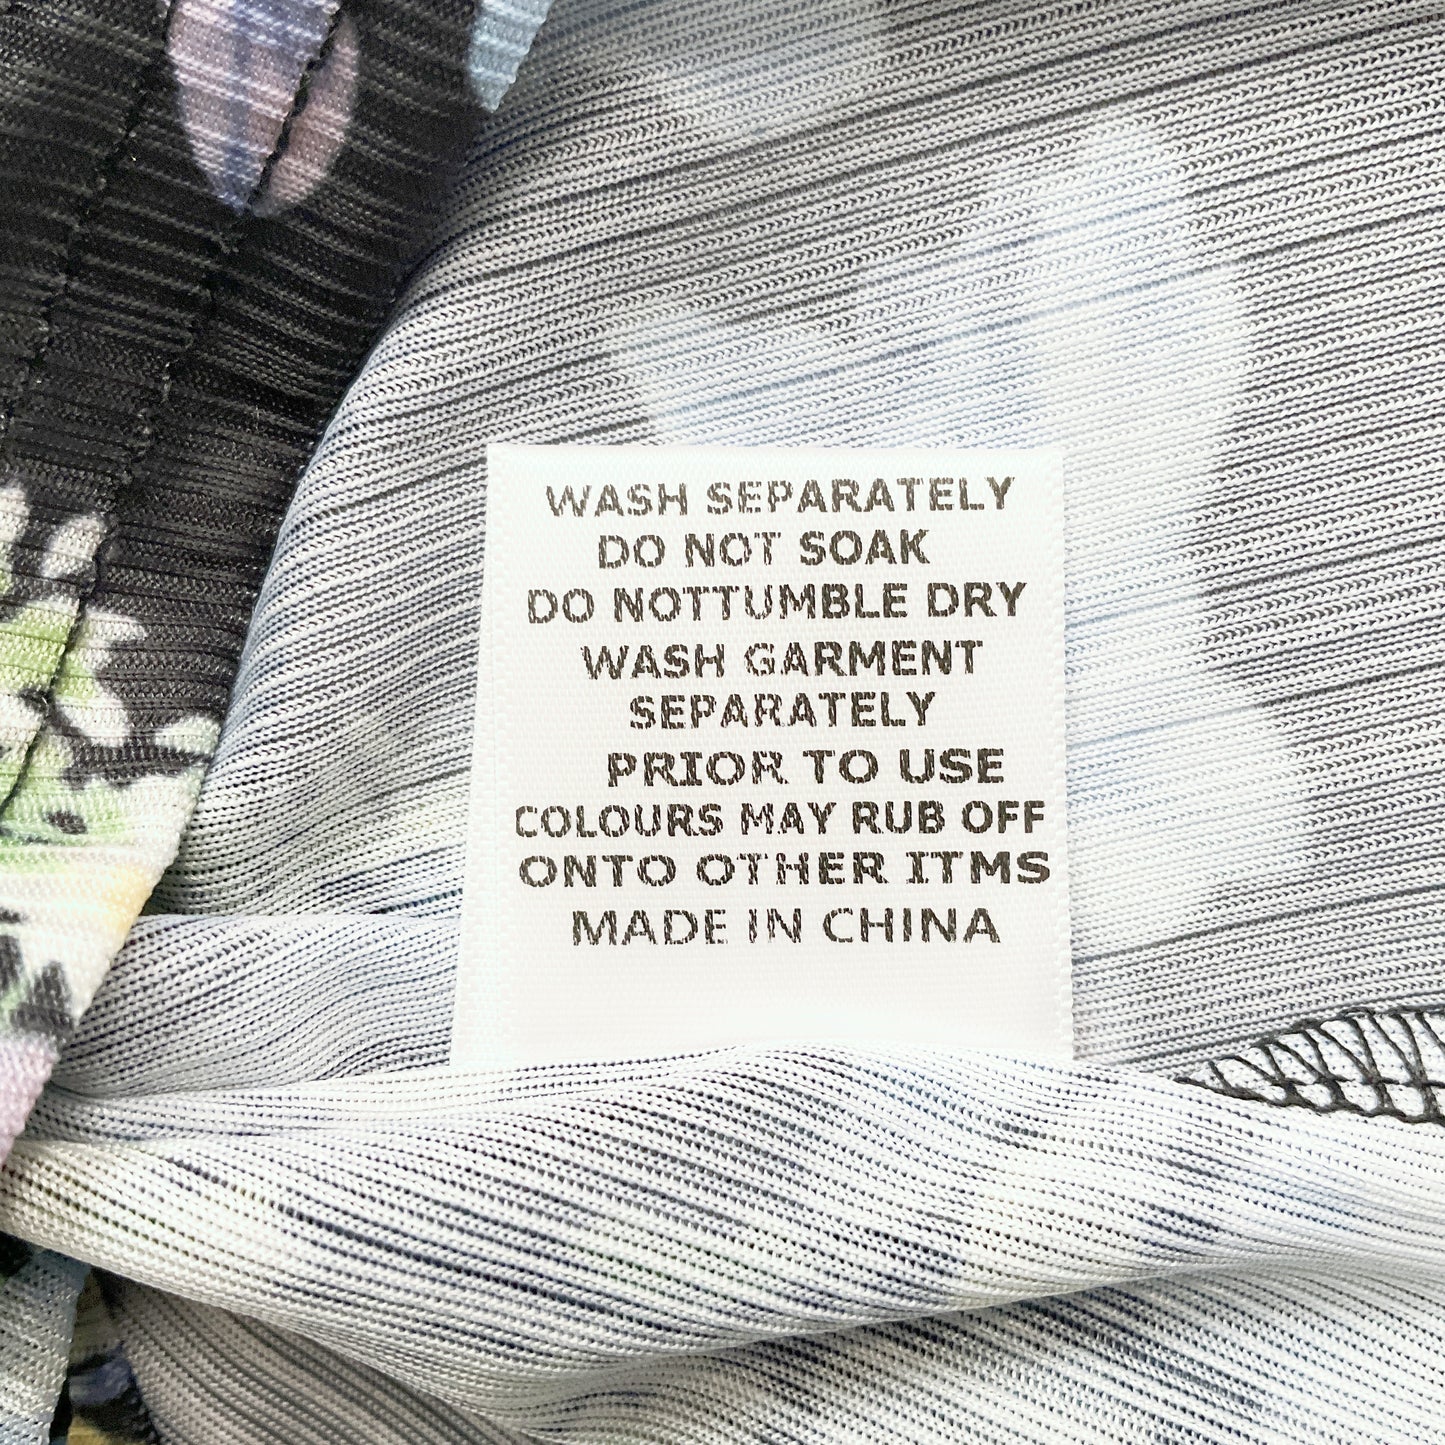 WASH SEPARATELY
DO NOT SOAK
DO NOTTUMBLE DRY
WASH GARMENT
SEPARATELY
PRIOR TO USE
COLOURS MAY RUB OFF
ONTO OTHER ITMS
MADE IN CHINA